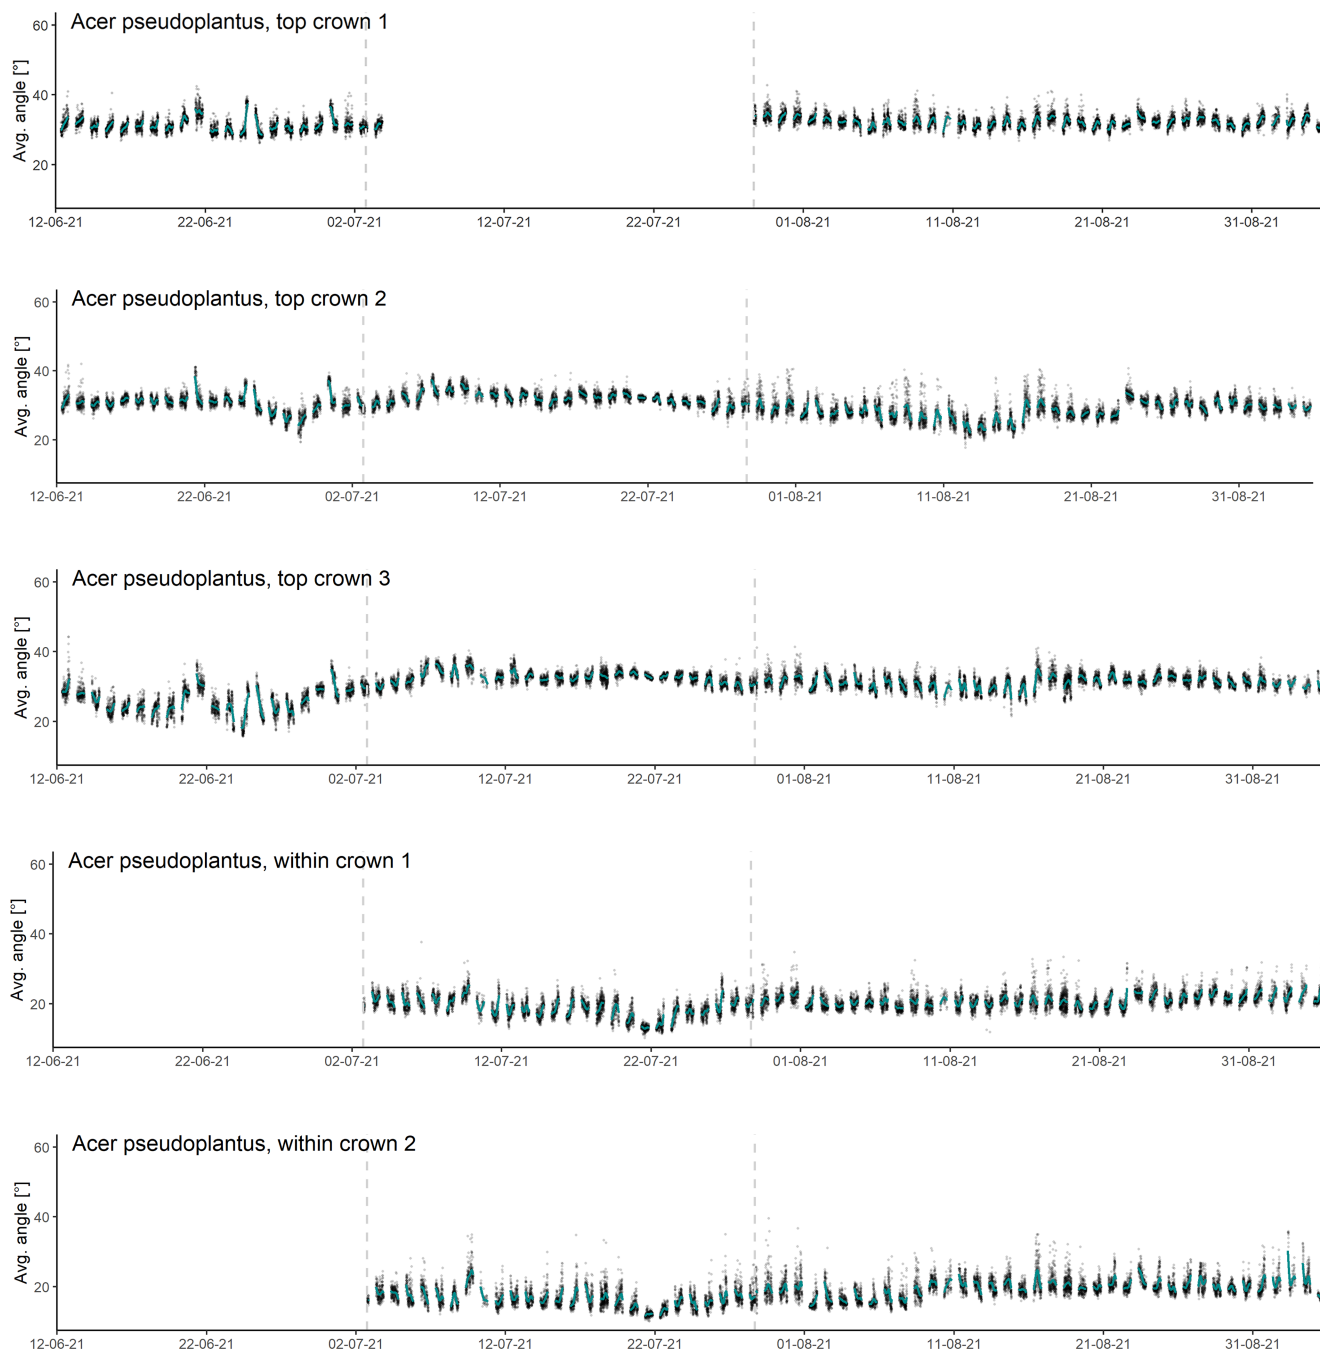 Acer pseudoplantus, top crown 1
Avg. angle [°]
60
40
20
12-06-21 22-06-21 02-07-21 12-07-21 22-07-21 01-08-21 11-08-21 21-08-21 31-08-21
Acer pseudoplantus, top crown 2
Avg. angle [°]
60
40
20
12-06-21 22-06-21 02-07-21 12-07-21 22-07-21 01-08-21 11-08-21 21-08-21 31-08-21
Acer pseudoplantus, top crown 3
Avg. angle [°]
60
40
20
12-06-21 22-06-21 02-07-21 12-07-21 22-07-21 01-08-21 11-08-21 21-08-21 31-08-21
Acer pseudoplantus, within crown 1
Avg. angle [°]
60
40
20
12-06-21 22-06-21 02-07-21 12-07-21 22-07-21 01-08-21 11-08-21 21-08-21 31-08-21
Acer pseudoplantus, within crown 2
Avg. angle [°]
60
40
20
12-06-21 22-06-21 02-07-21 12-07-21 22-07-21 01-08-21 11-08-21 21-08-21 31-08-21